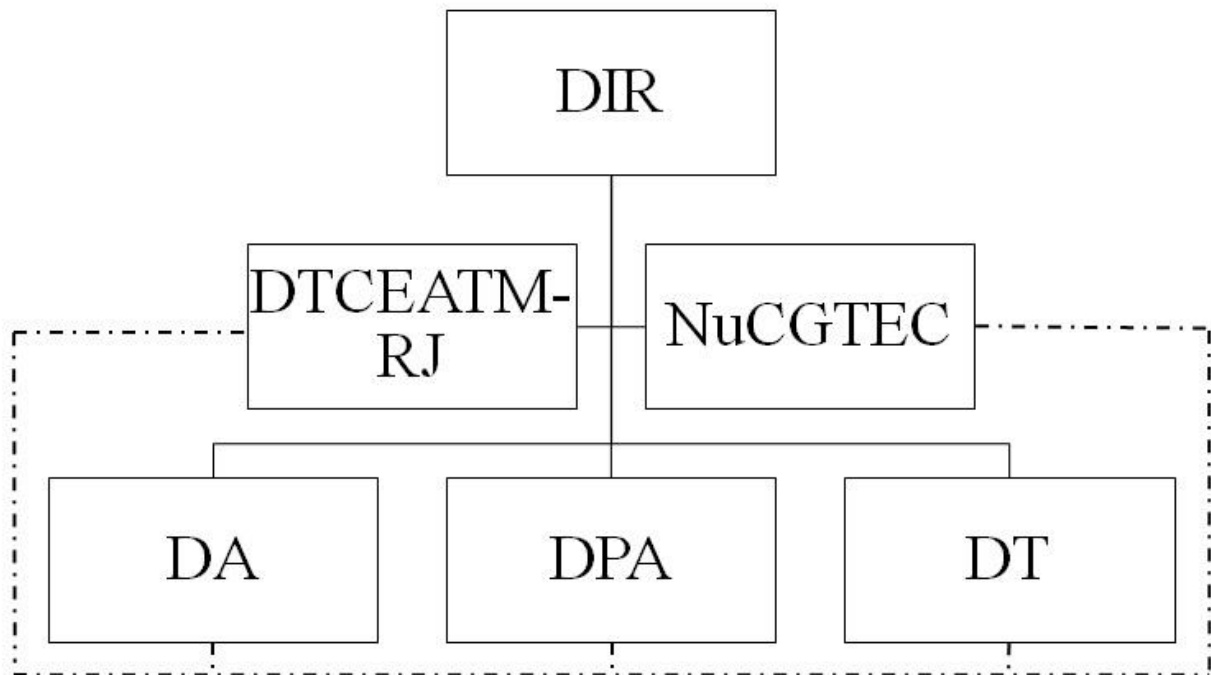 DIR
DTCEATM-
RJ
NuCGTEC
DA
DPA
DT